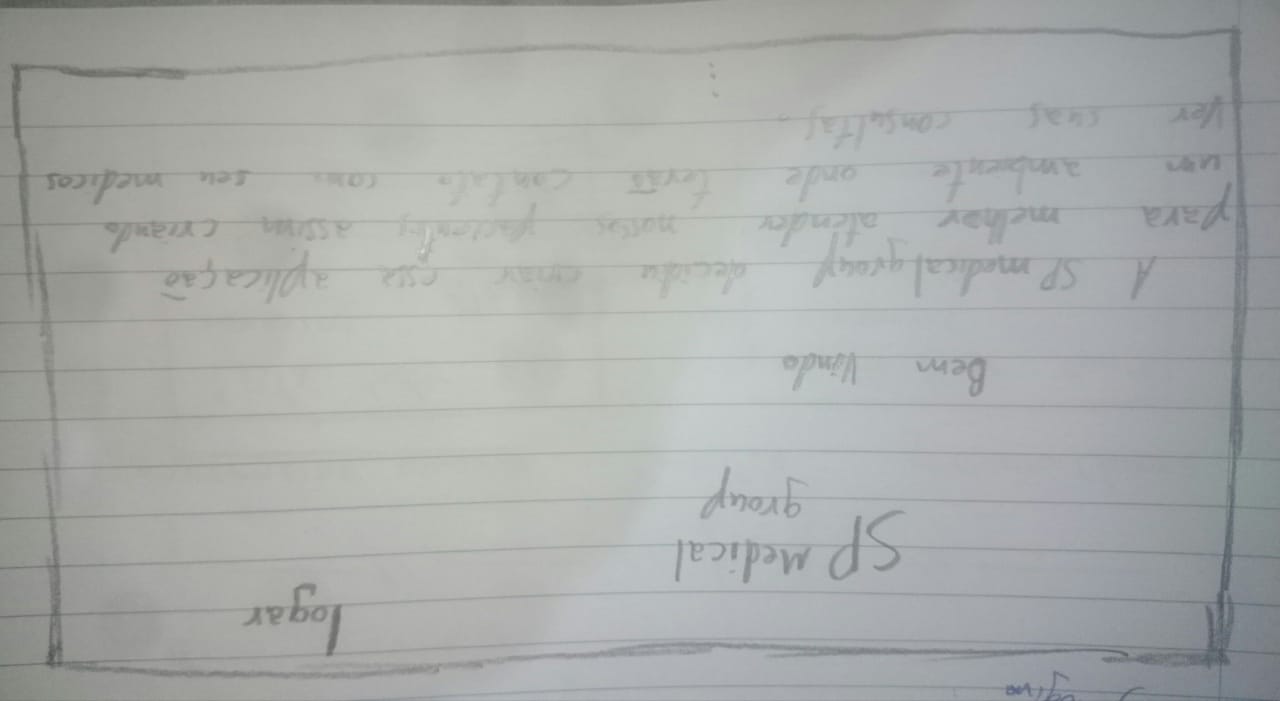 logar
SP Medical
group
Bem Vindo
A SP medical group decidiu criar essa aplicação
para melhor atender nossos pacientes assim criando
um ambiente onde terão contato com seu medicos
Ver suas consultas.